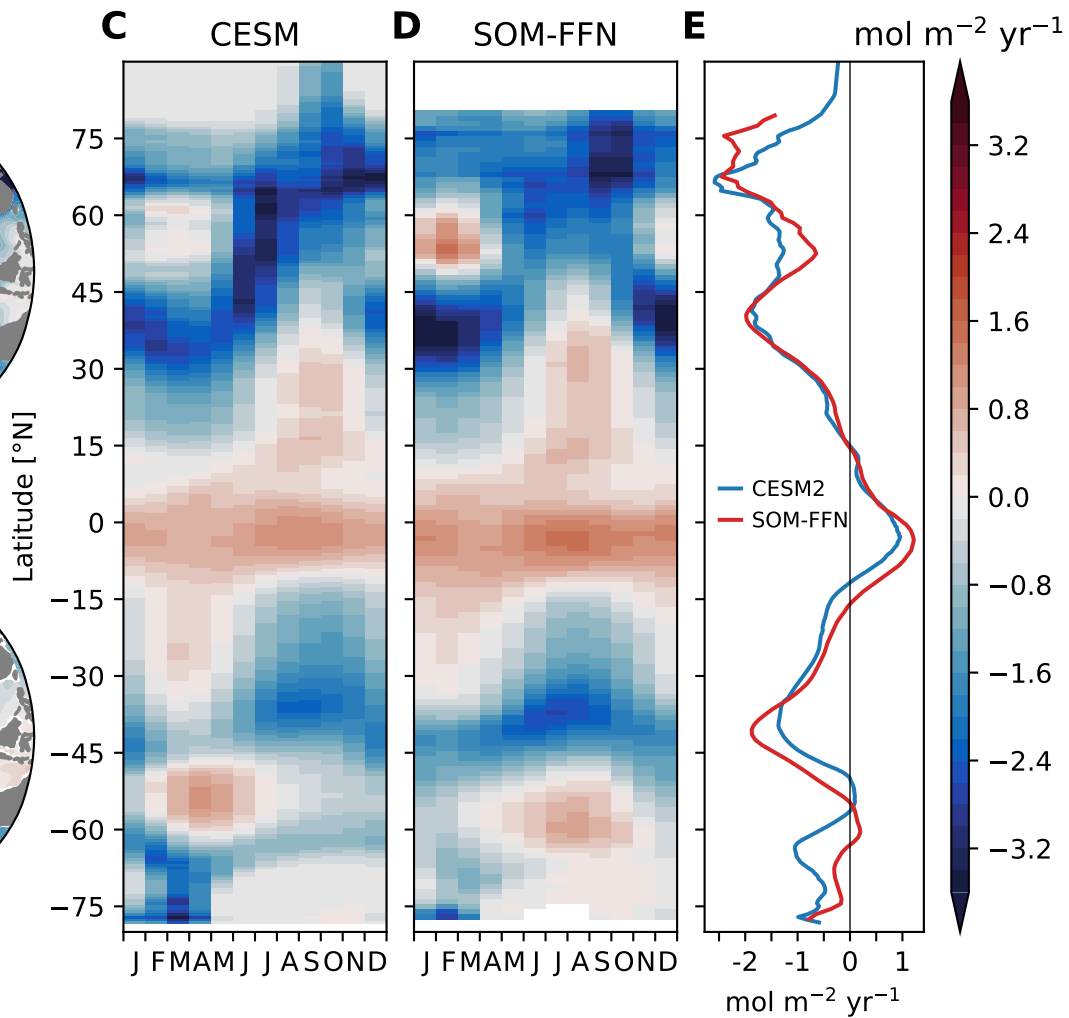 C CESM D SOM-FFN E mol m⁻² yr⁻¹
75
60
45
30
15
0
−15
−30
−45
−60
−75
Latitude [°N]
J F M A M J J A S O N D
J F M A M J J A S O N D
CESM2
SOM-FFN
-2 -1 0 1
mol m⁻² yr⁻¹
3.2
2.4
1.6
0.8
0.0
−0.8
−1.6
−2.4
−3.2